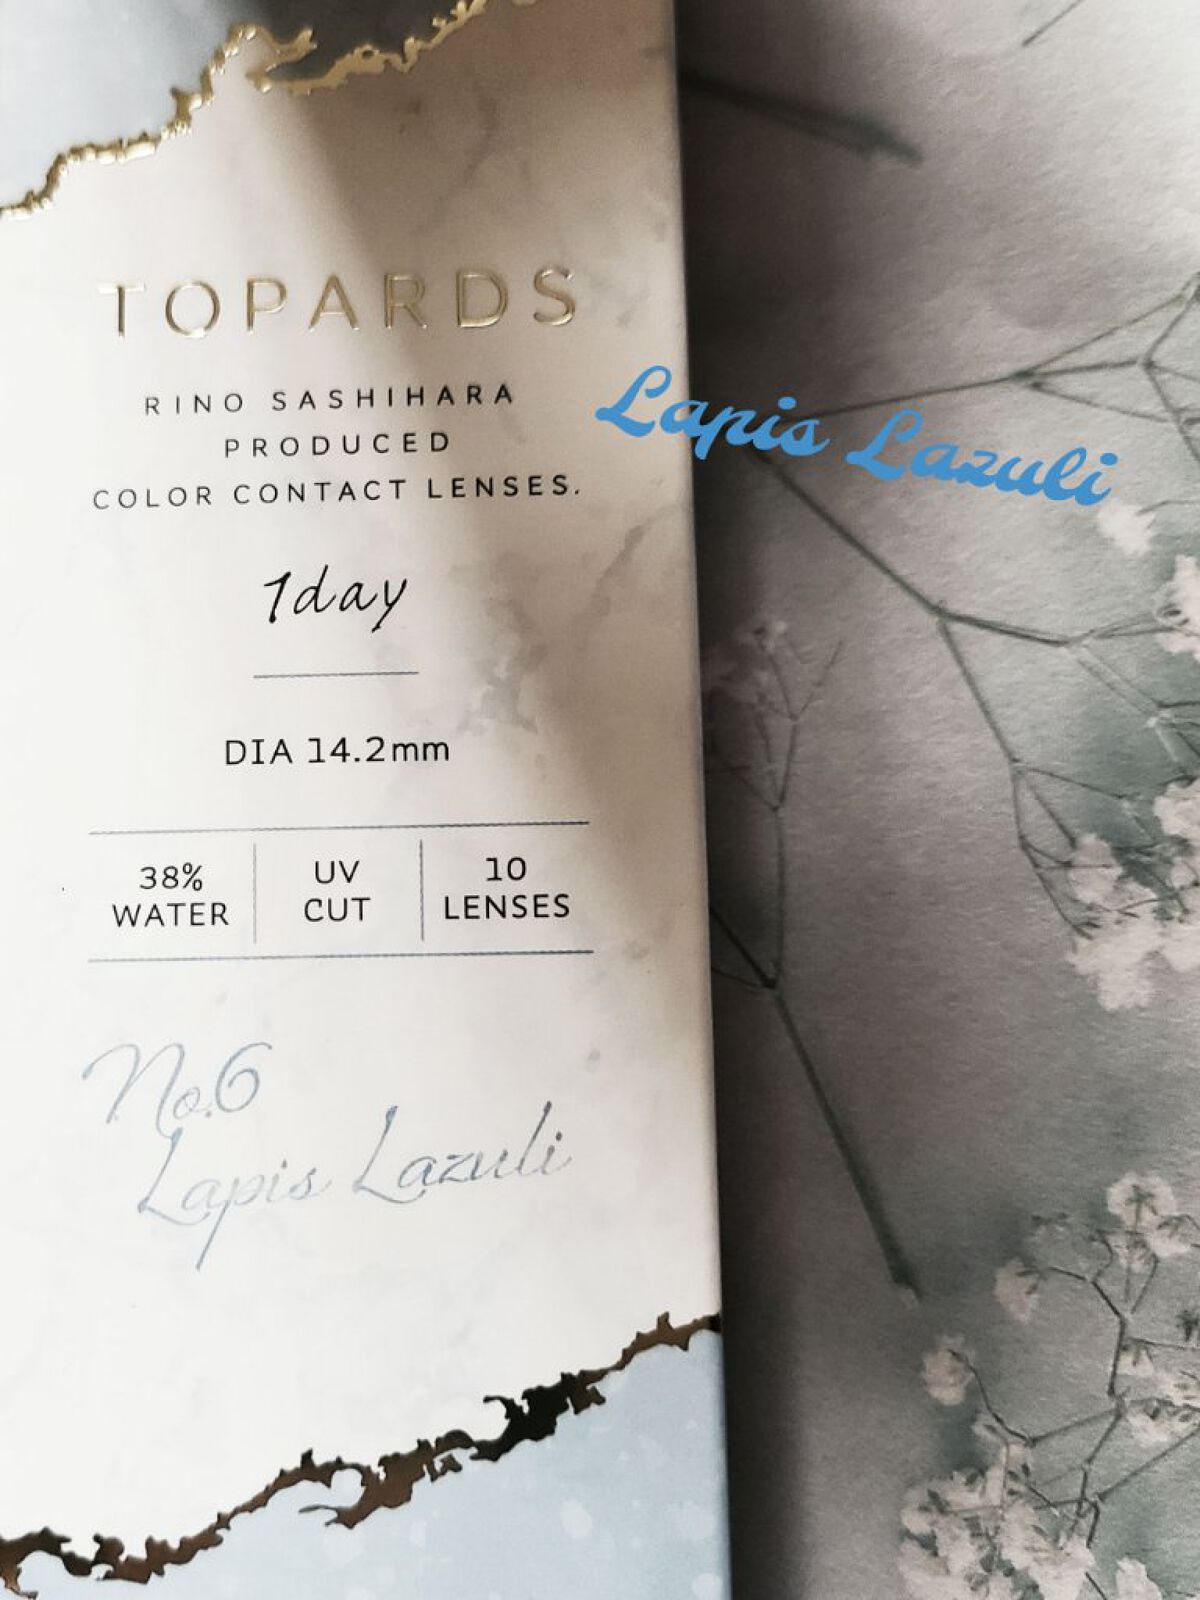 TOPARDS
RINO SASHIHARA
PRODUCED
COLOR CONTACT LENSES.
Lapis Lazuli
1day
DIA 14.2mm
38%
WATER
UV
CUT
10
LENSES
No.6
Lapis Lazuli